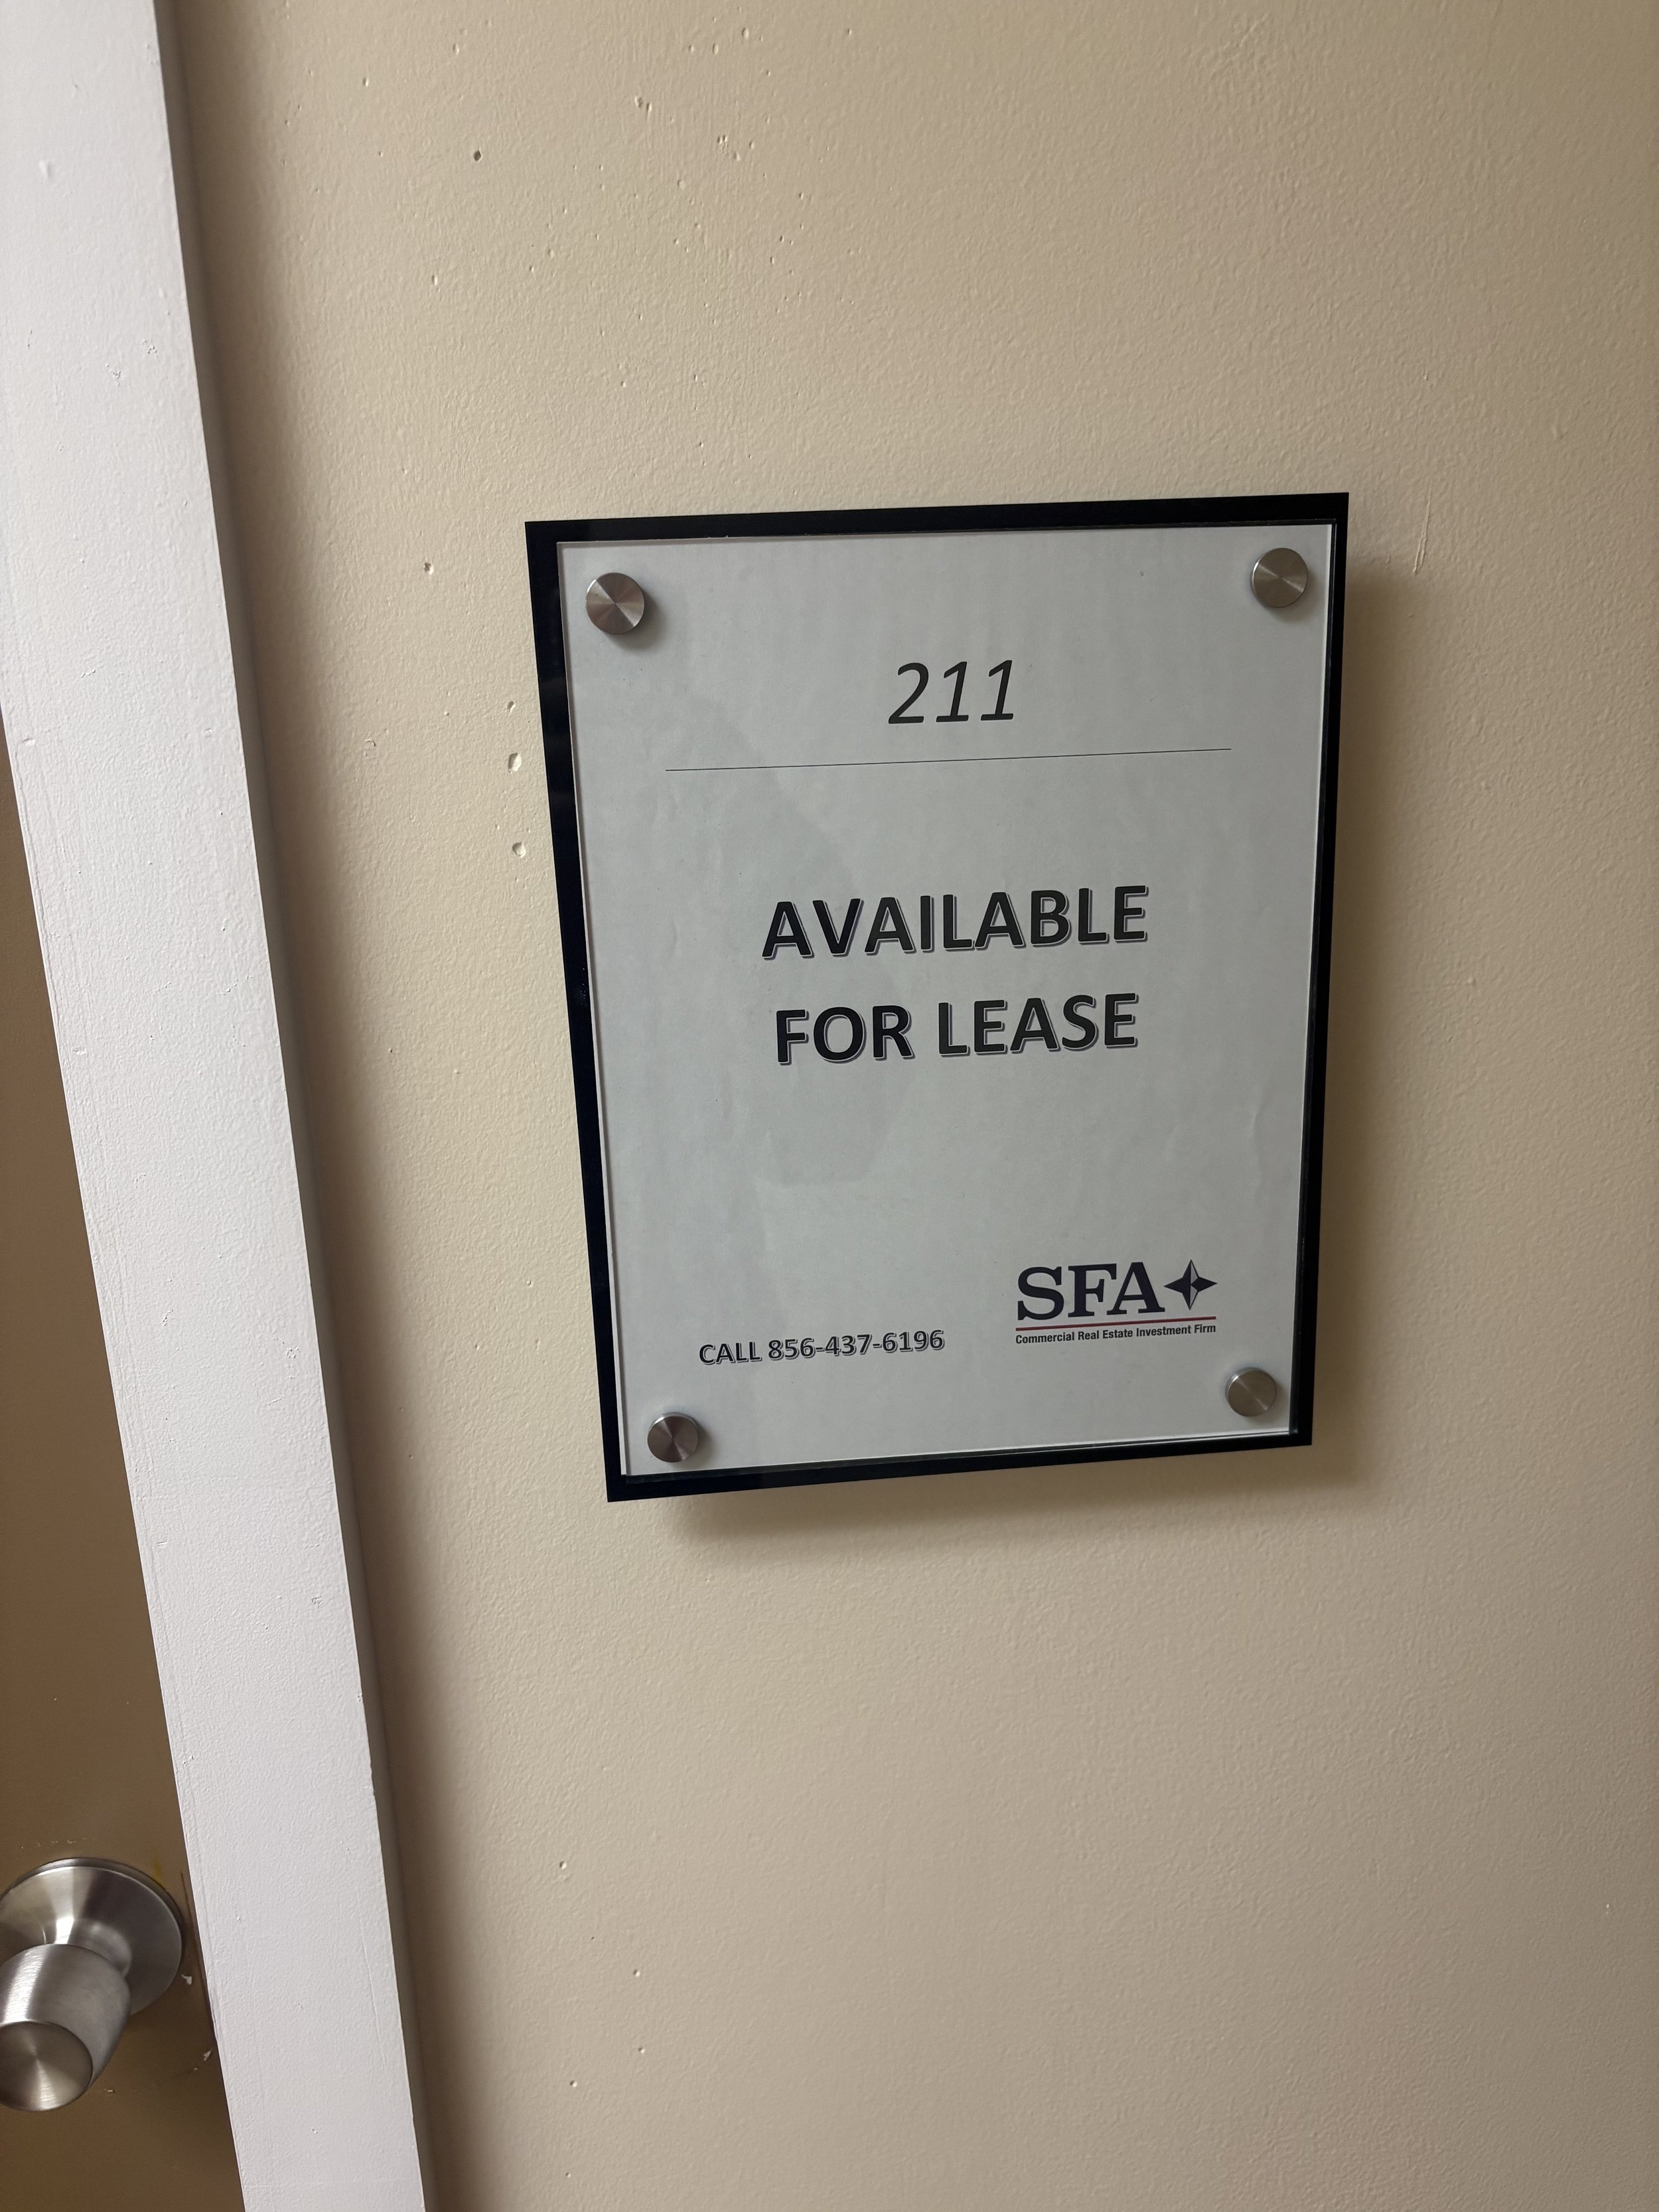 211
AVAILABLE
FOR LEASE
SFA
Commercial Real Estate Investment Firm
CALL 856-437-6196